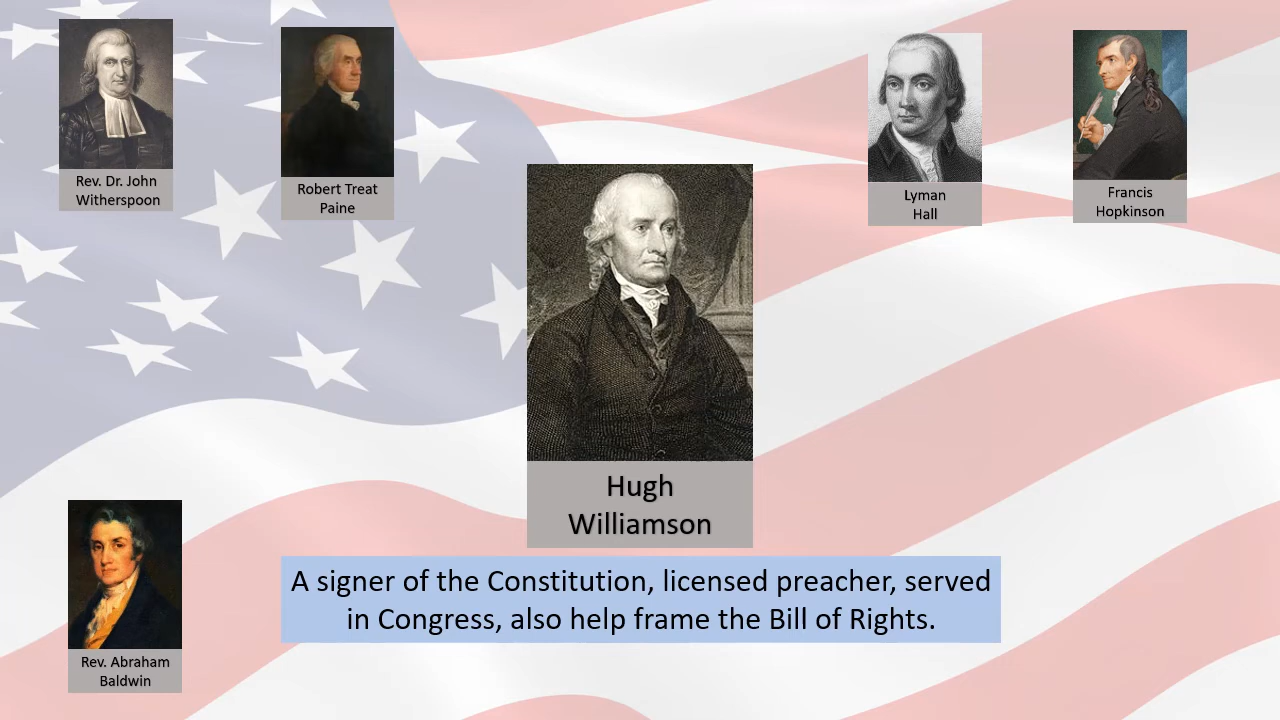 Rev. Dr. John
Witherspoon
Robert Treat
Paine
Lyman
Hall
Francis
Hopkinson
Hugh
Williamson
A signer of the Constitution, licensed preacher, served
in Congress, also help frame the Bill of Rights.
Rev. Abraham
Baldwin